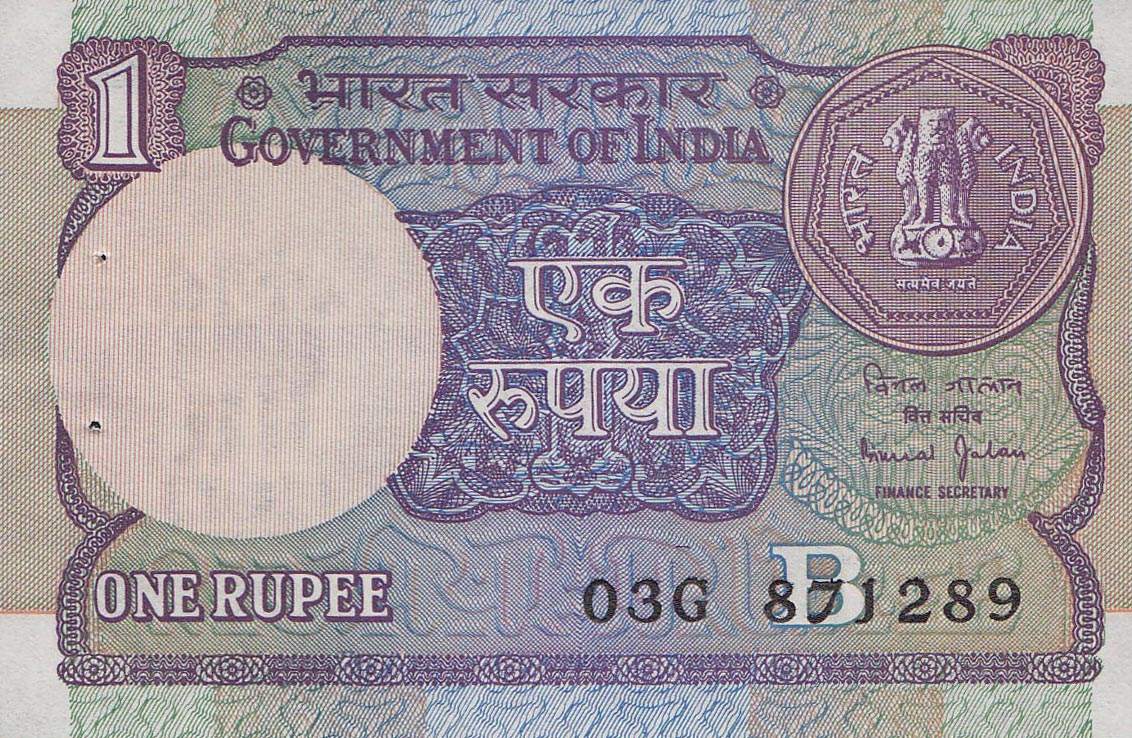 1
भारत सरकार
GOVERNMENT OF INDIA
भारत INDIA
सत्यमेव जयते
एक
रुपया
बिमल जालान
वित्त सचिव
Bimal Jalan
FINANCE SECRETARY
ONE RUPEE
B
03G 871289